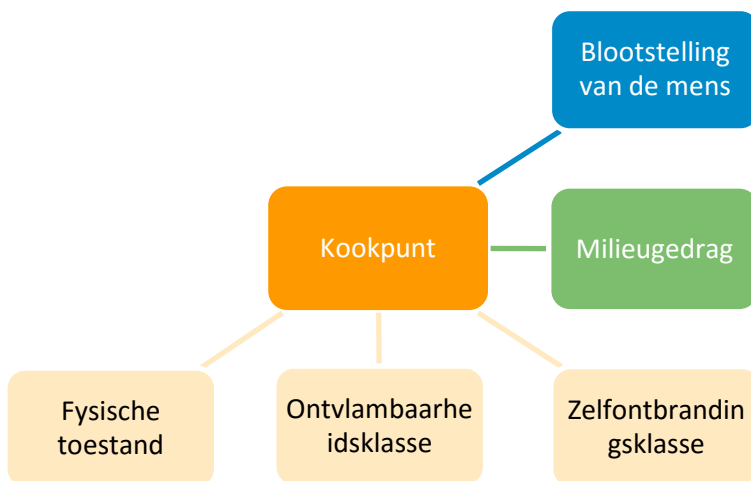 Blootstelling
van de mens
Kookpunt
Milieugedrag
Fysische
toestand
Ontvlambaarhe
idsklasse
Zelfontbrandin
gsklasse